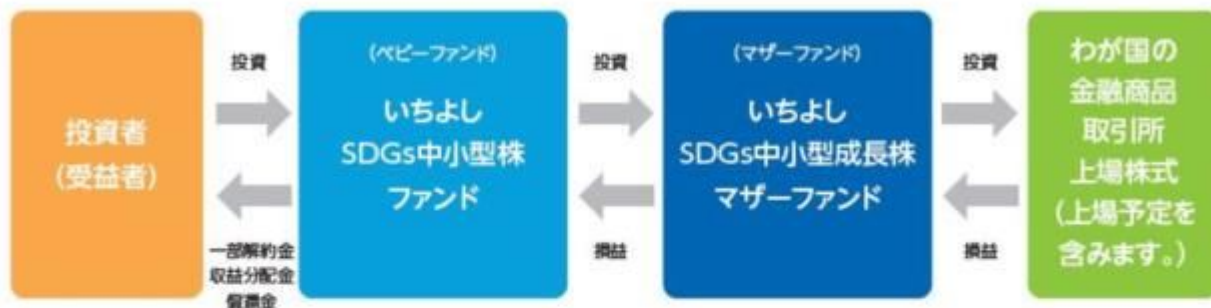 投資者
(受益者)
投資
一部解約金
収益分配金
償還金
(ベビーファンド)
いちよし
SDGs中小型株
ファンド
投資
損益
(マザーファンド)
いちよし
SDGs中小型成長株
マザーファンド
投資
損益
わが国の
金融商品
取引所
上場株式
(上場予定を
含みます。)